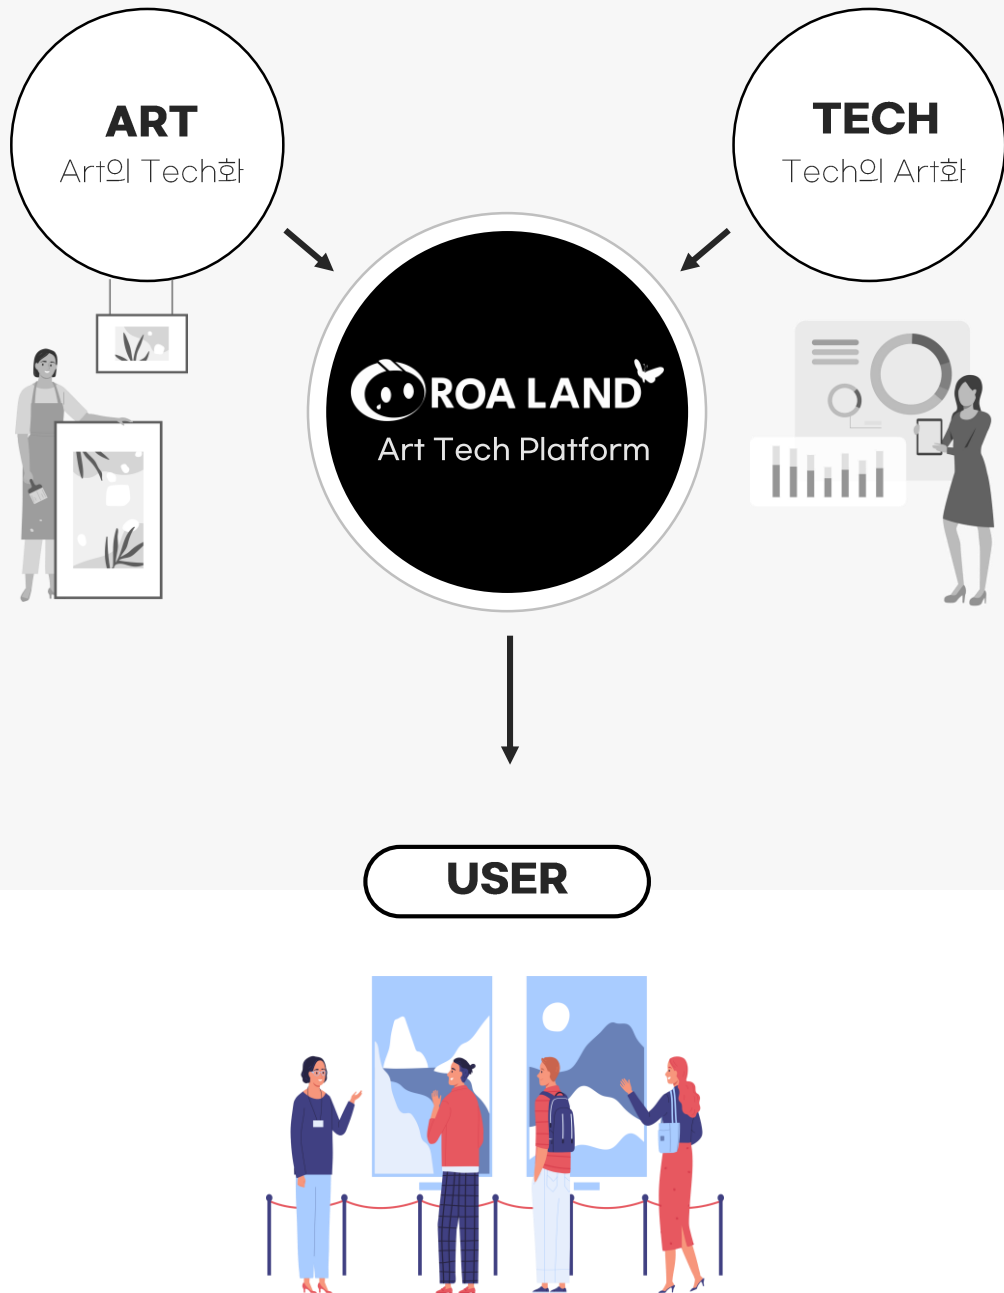 ART
Art의 Tech화
TECH
Tech의 Art화
ROA LAND
Art Tech Platform
USER